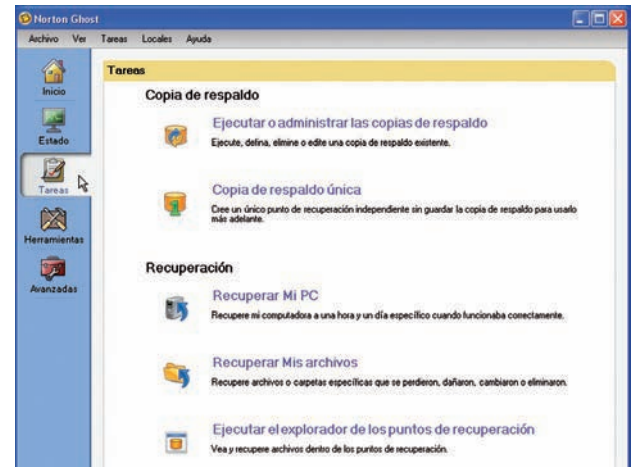 Norton Ghost
Archivo Ver Tareas Locales Ayuda
Inicio
Estado
Tareas
Herramientas
Avanzadas
Tareas
Copia de respaldo
Ejecutar o administrar las copias de respaldo
Ejecute, defina, elimine o edite una copia de respaldo existente.
Copia de respaldo única
Cree un único punto de recuperación independiente sin guardar la copia de respaldo para usarlo
más adelante.
Recuperación
Recuperar Mi PC
Recupere mi computadora a una hora y un día específico cuando funcionaba correctamente.
Recuperar Mis archivos
Recupere archivos o carpetas específicas que se perdieron, dañaron, cambiaron o eliminaron.
Ejecutar el explorador de los puntos de recuperación
Vea y recupere archivos dentro de los puntos de recuperación.